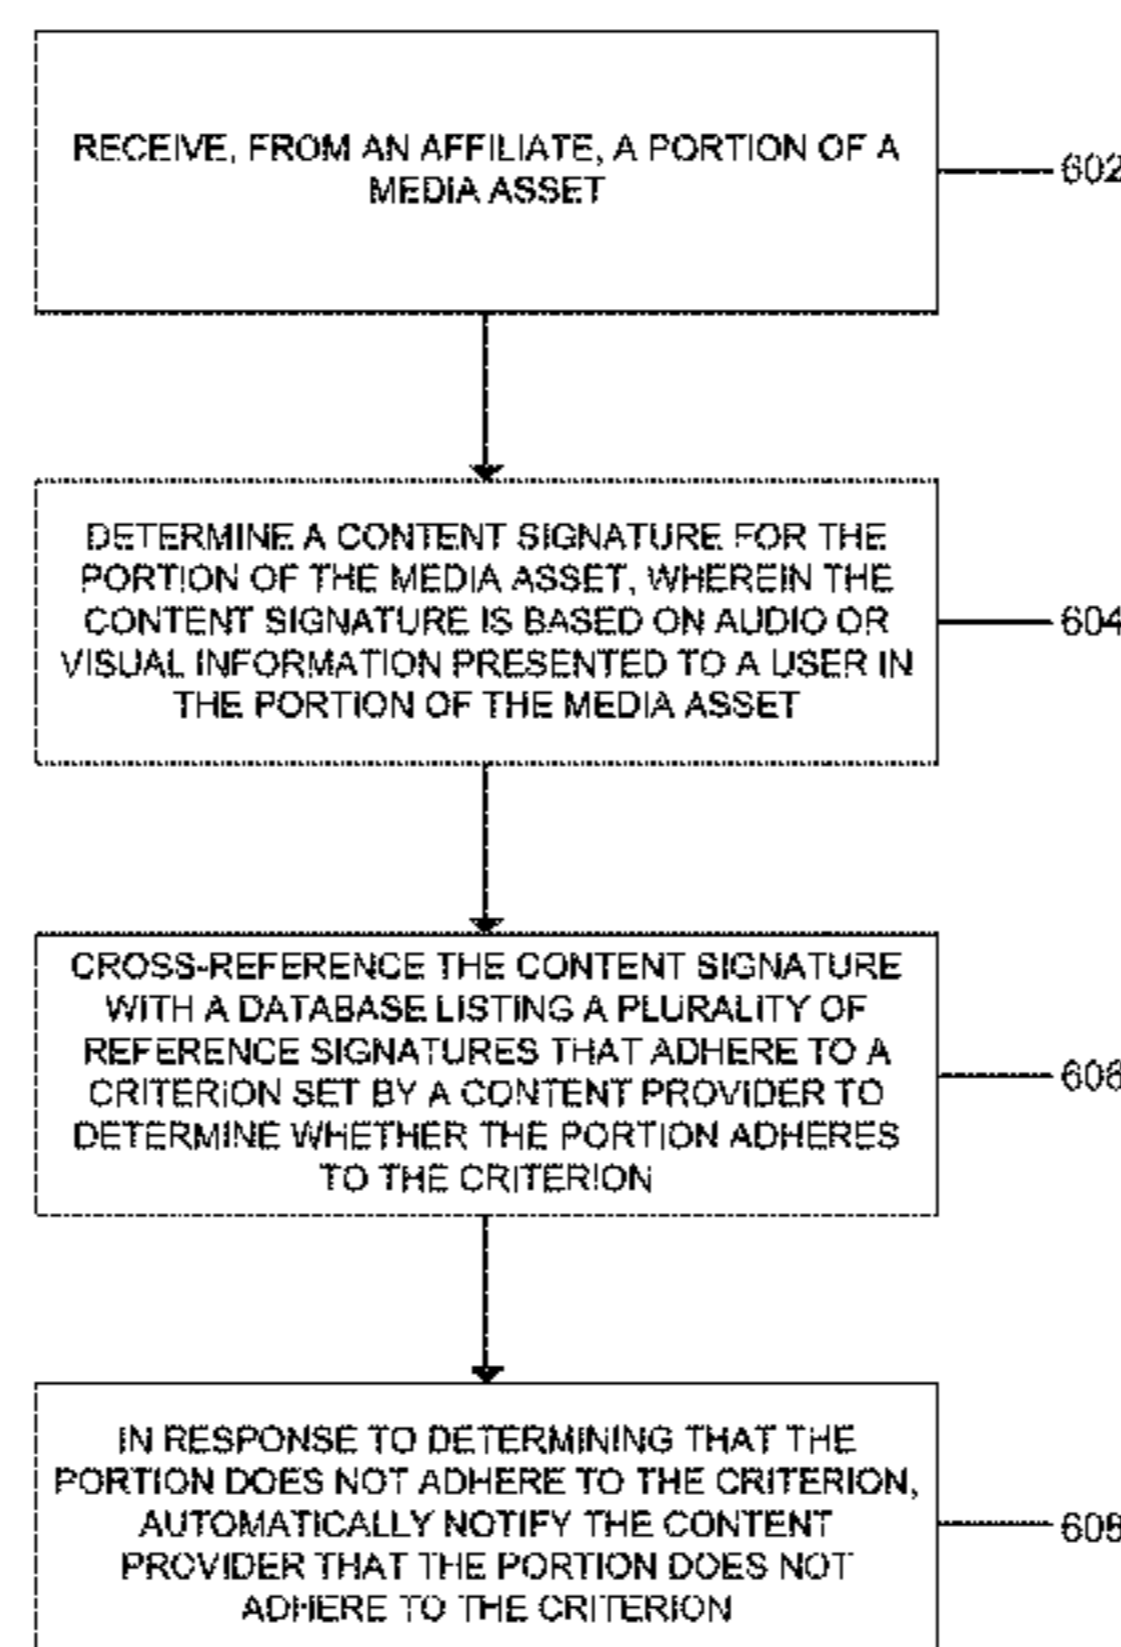 RECEIVE, FROM AN AFFILIATE, A PORTION OF A
MEDIA ASSET
602
DETERMINE A CONTENT SIGNATURE FOR THE
PORTION OF THE MEDIA ASSET, WHEREIN THE
CONTENT SIGNATURE IS BASED ON AUDIO OR
VISUAL INFORMATION PRESENTED TO A USER IN
THE PORTION OF THE MEDIA ASSET
604
CROSS-REFERENCE THE CONTENT SIGNATURE
WITH A DATABASE LISTING A PLURALITY OF
REFERENCE SIGNATURES THAT ADHERE TO A
CRITERION SET BY A CONTENT PROVIDER TO
DETERMINE WHETHER THE PORTION ADHERES
TO THE CRITERION
606
IN RESPONSE TO DETERMINING THAT THE
PORTION DOES NOT ADHERE TO THE CRITERION,
AUTOMATICALLY NOTIFY THE CONTENT
PROVIDER THAT THE PORTION DOES NOT
ADHERE TO THE CRITERION
608